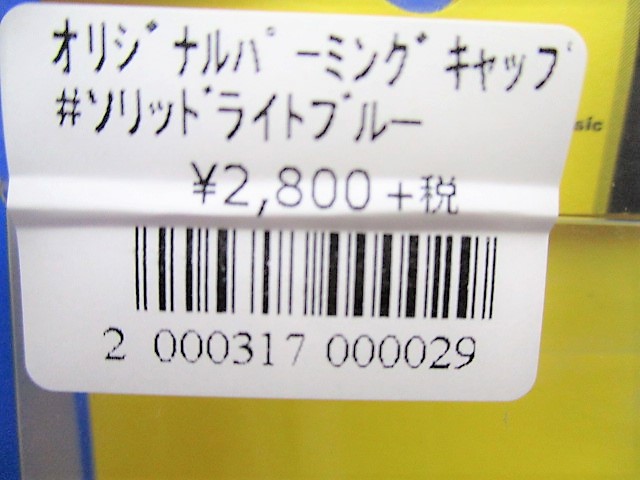 オリジナルパーミングキャップ
#ソリッドライトブルー
¥2,800+税
2 000317 000029
sic